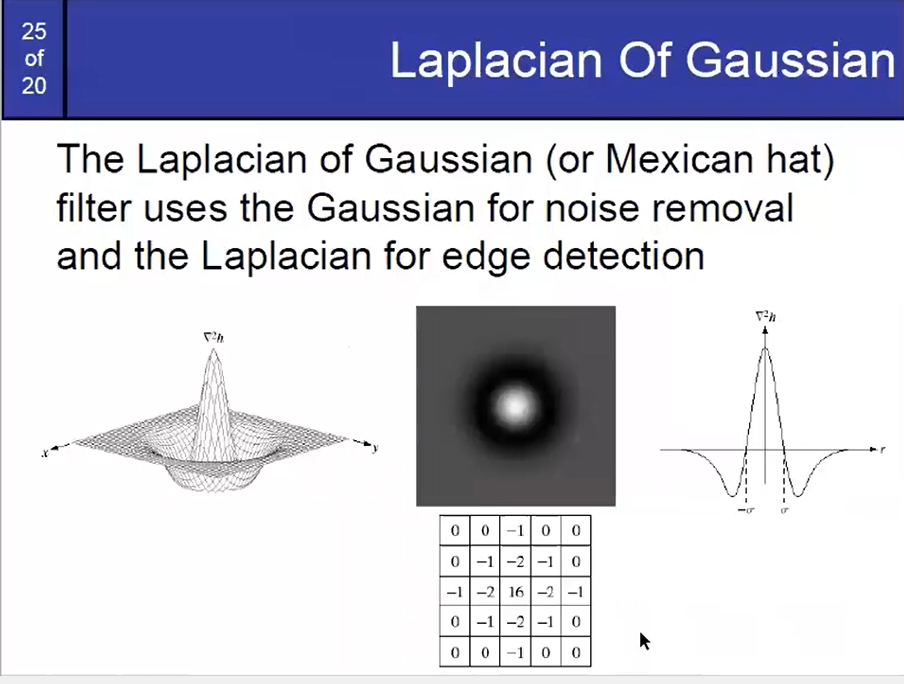 25
of
20
Laplacian Of Gaussian
The Laplacian of Gaussian (or Mexican hat)
filter uses the Gaussian for noise removal
and the Laplacian for edge detection
∇²h
x
y
∇²h
r
−σ σ
0 0 −1 0 0
0 −1 −2 −1 0
−1 −2 16 −2 −1
0 −1 −2 −1 0
0 0 −1 0 0